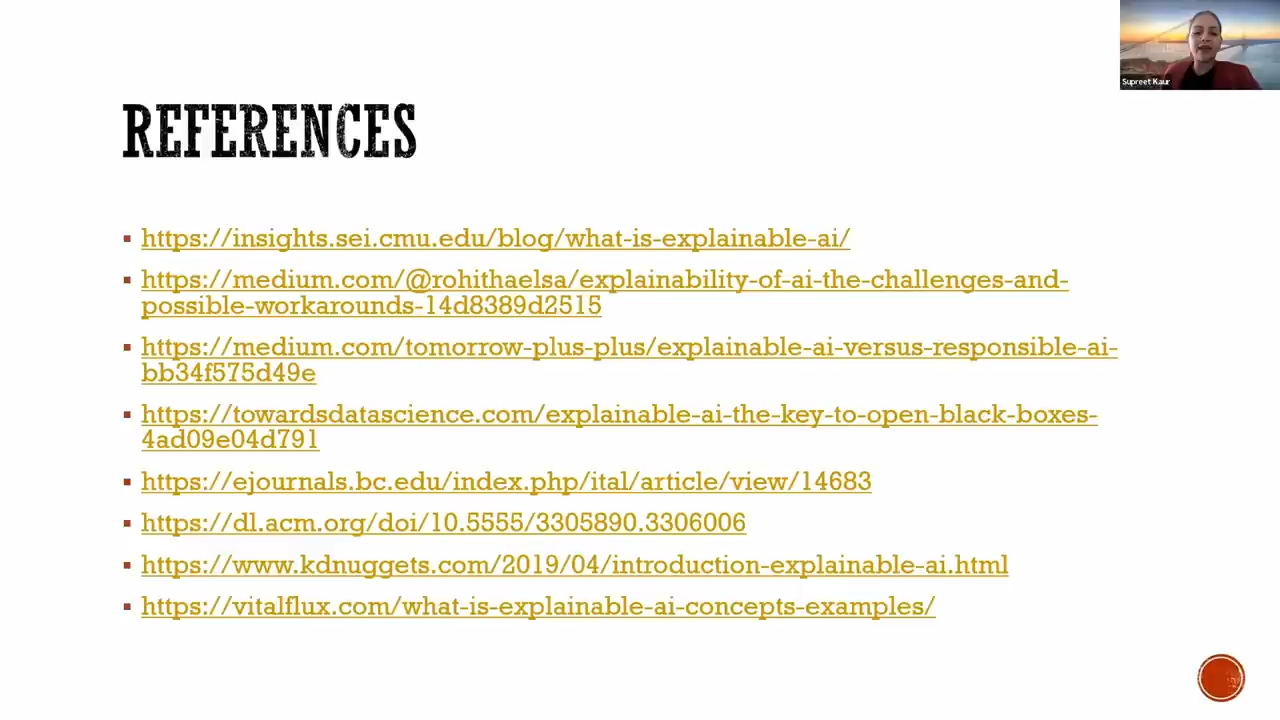 Supreet Kaur
REFERENCES
https://insights.sei.cmu.edu/blog/what-is-explainable-ai/
https://medium.com/@rohithaelsa/explainability-of-ai-the-challenges-and-
possible-workarounds-14d8389d2515
https://medium.com/tomorrow-plus-plus/explainable-ai-versus-responsible-ai-
bb34f575d49e
https://towardsdatascience.com/explainable-ai-the-key-to-open-black-boxes-
4ad09e04d791
https://ejournals.bc.edu/index.php/ital/article/view/14683
https://dl.acm.org/doi/10.5555/3305890.3306006
https://www.kdnuggets.com/2019/04/introduction-explainable-ai.html
https://vitalflux.com/what-is-explainable-ai-concepts-examples/